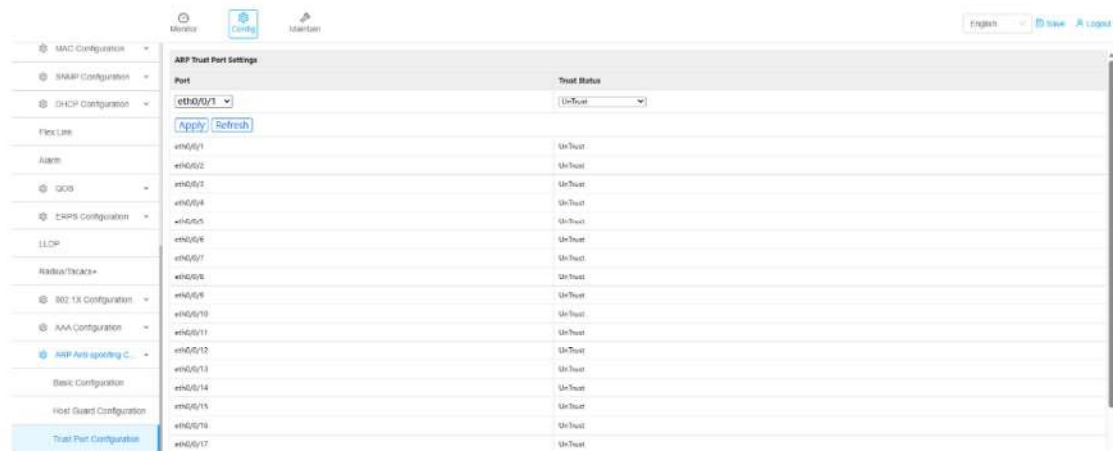 Monitor Config Maintain English Save Logout
MAC Configuration
SNMP Configuration
DHCP Configuration
Flex Link
Alarm
QOS
ERPS Configuration
LLDP
Radius/Tacacs+
802.1X Configuration
AAA Configuration
ARP Anti-spoofing C...
Basic Configuration
Host Guard Configuration
Trust Port Configuration
ARP Trust Port Settings
Port Trust Status
eth0/0/1 UnTrust
Apply Refresh
eth0/0/1 UnTrust
eth0/0/2 UnTrust
eth0/0/3 UnTrust
eth0/0/4 UnTrust
eth0/0/5 UnTrust
eth0/0/6 UnTrust
eth0/0/7 UnTrust
eth0/0/8 UnTrust
eth0/0/9 UnTrust
eth0/0/10 UnTrust
eth0/0/11 UnTrust
eth0/0/12 UnTrust
eth0/0/13 UnTrust
eth0/0/14 UnTrust
eth0/0/15 UnTrust
eth0/0/16 UnTrust
eth0/0/17 UnTrust